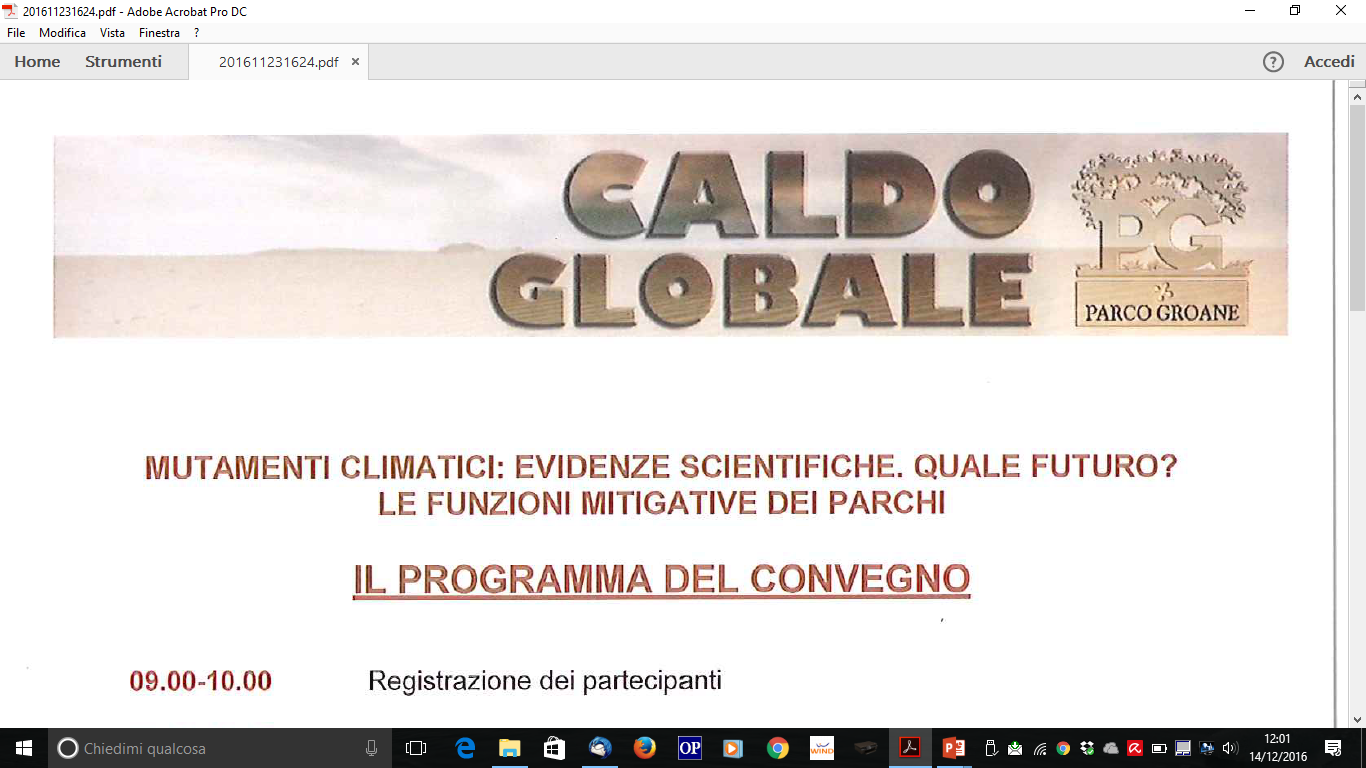 201611231624.pdf - Adobe Acrobat Pro DC
File Modifica Vista Finestra ?
Home Strumenti 201611231624.pdf × ? Accedi
CALDO
GLOBALE
PG
PARCO GROANE
MUTAMENTI CLIMATICI: EVIDENZE SCIENTIFICHE. QUALE FUTURO?
LE FUNZIONI MITIGATIVE DEI PARCHI
IL PROGRAMMA DEL CONVEGNO
09.00-10.00 Registrazione dei partecipanti
Chiedimi qualcosa
OP
WIND
12:01
14/12/2016